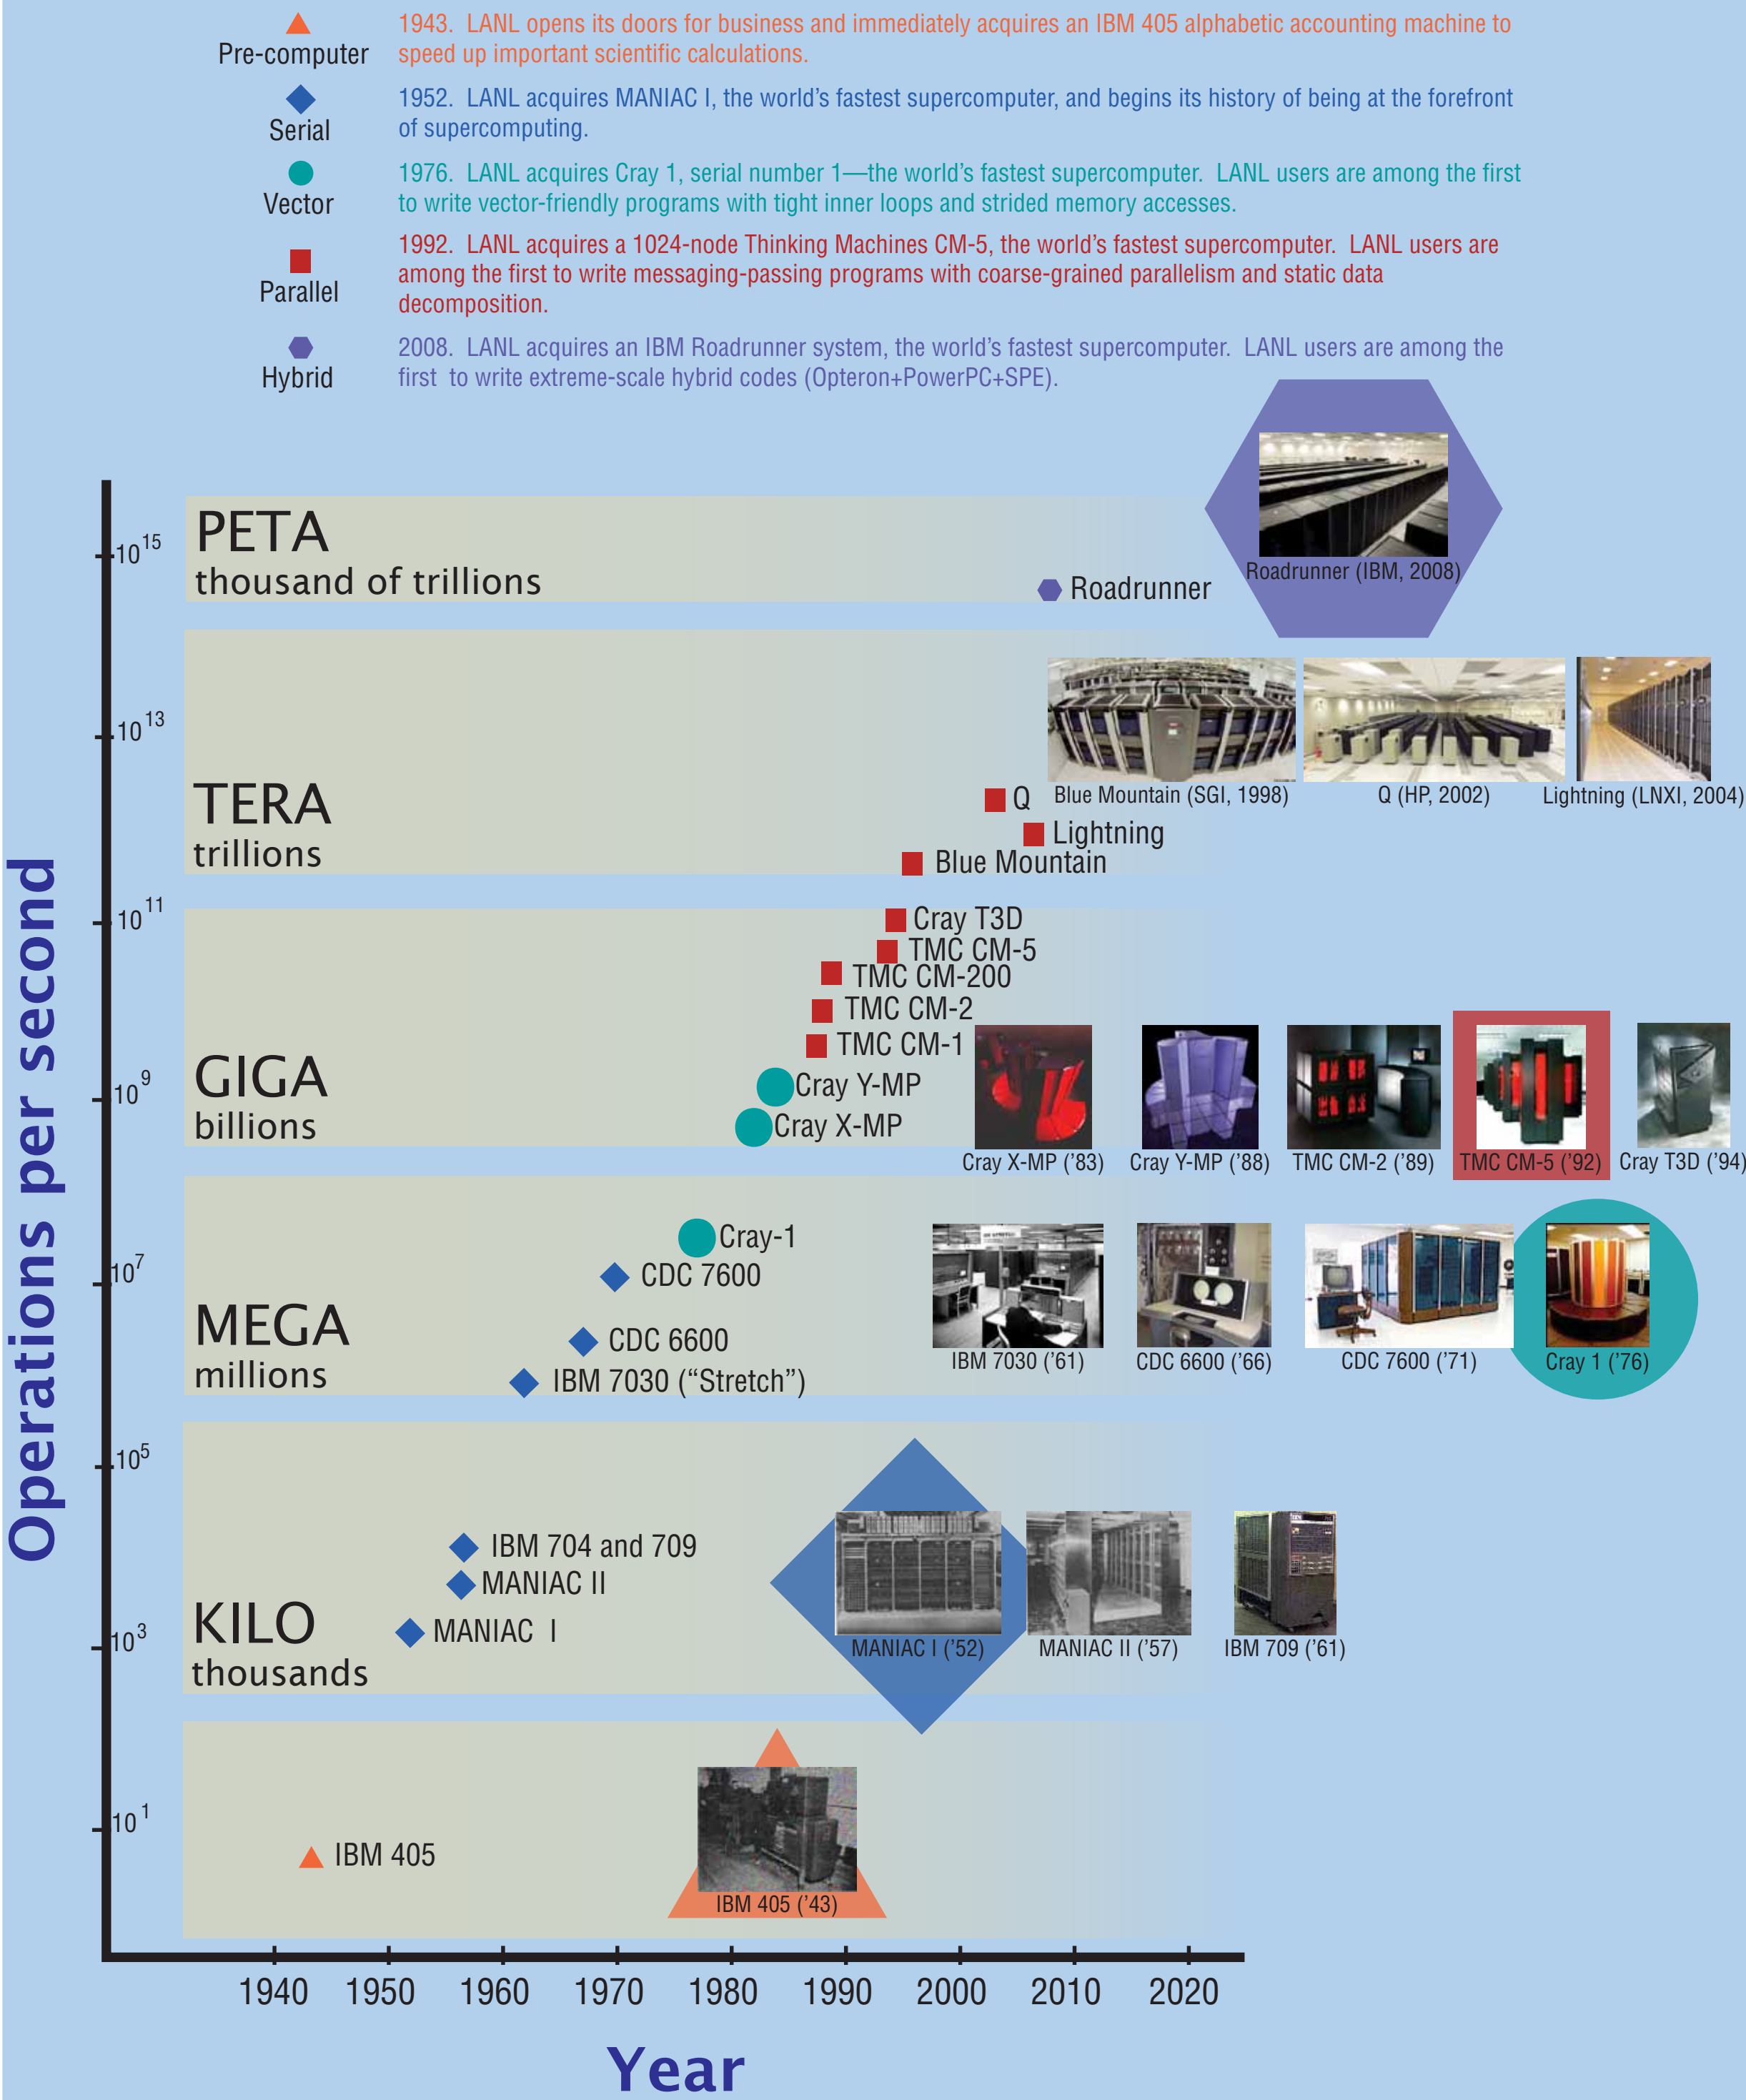 1943.  LANL opens its doors for business and immediately acquires an IBM 405 alphabetic accounting machine to
Pre-computer
speed up important scientific calculations.
1952.  LANL acquires MANIAC I, the world's fastest supercomputer, and begins its history of being at the forefront
Serial
of supercomputing.
1976.  LANL acquires Cray 1, serial number 1—the world's fastest supercomputer.  LANL users are among the first
Vector
to write vector-friendly programs with tight inner loops and strided memory accesses.
1992.  LANL acquires a 1024-node Thinking Machines CM-5, the world's fastest supercomputer.  LANL users are
among the first to write messaging-passing programs with coarse-grained parallelism and static data
Parallel
decomposition.
2008.  LANL acquires an IBM Roadrunner system, the world's fastest supercomputer.  LANL users are among the
Hybrid
first  to write extreme-scale hybrid codes (Opteron+PowerPC+SPE).
Operations per second
10^15
PETA
thousand of trillions
Roadrunner
Roadrunner (IBM, 2008)
10^13
TERA
trillions
Q
Lightning
Blue Mountain
Blue Mountain (SGI, 1998)
Q (HP, 2002)
Lightning (LNXI, 2004)
10^11
Cray T3D
TMC CM-5
TMC CM-200
TMC CM-2
TMC CM-1
10^9
GIGA
billions
Cray Y-MP
Cray X-MP
Cray X-MP ('83)
Cray Y-MP ('88)
TMC CM-2 ('89)
TMC CM-5 ('92)
Cray T3D ('94)
10^7
MEGA
millions
Cray-1
CDC 7600
CDC 6600
IBM 7030 ("Stretch")
IBM 7030 ('61)
CDC 6600 ('66)
CDC 7600 ('71)
Cray 1 ('76)
10^5
IBM 704 and 709
MANIAC II
MANIAC  I
10^3
KILO
thousands
MANIAC I ('52)
MANIAC II ('57)
IBM 709 ('61)
10^1
IBM 405
IBM 405 ('43)
1940 1950 1960 1970 1980 1990 2000 2010 2020
Year